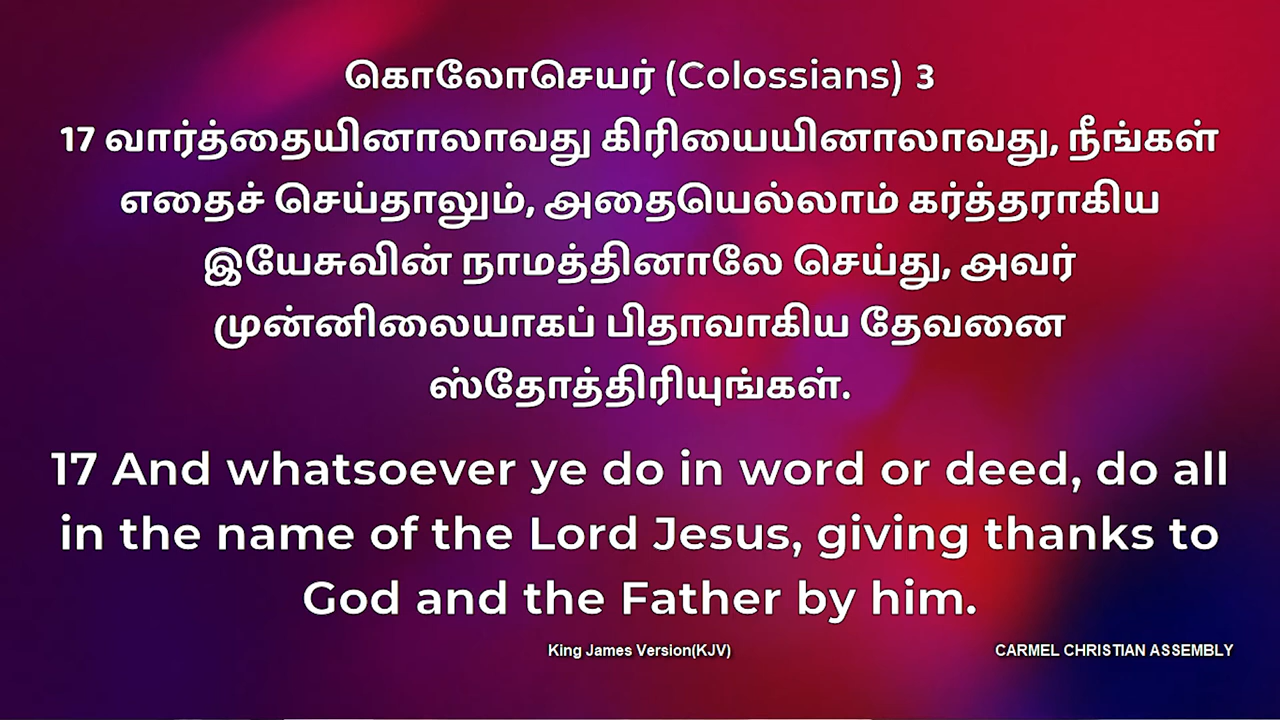 கொலோசெயர் (Colossians) 3
17 வார்த்தையினாலாவது கிரியையினாலாவது, நீங்கள்
எதைச் செய்தாலும், அதையெல்லாம் கர்த்தராகிய
இயேசுவின் நாமத்தினாலே செய்து, அவர்
முன்னிலையாகப் பிதாவாகிய தேவனை
ஸ்தோத்திரியுங்கள்.
17 And whatsoever ye do in word or deed, do all
in the name of the Lord Jesus, giving thanks to
God and the Father by him.
King James Version(KJV)
CARMEL CHRISTIAN ASSEMBLY